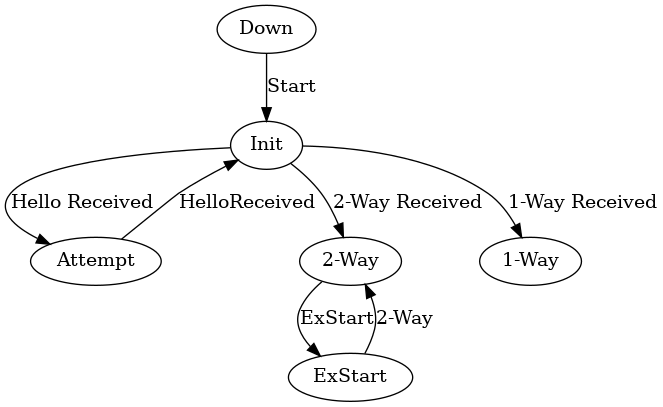 Down
Start
Init
Hello Received
HelloReceived
2-Way Received
1-Way Received
Attempt
2-Way
1-Way
ExStart
2-Way
ExStart